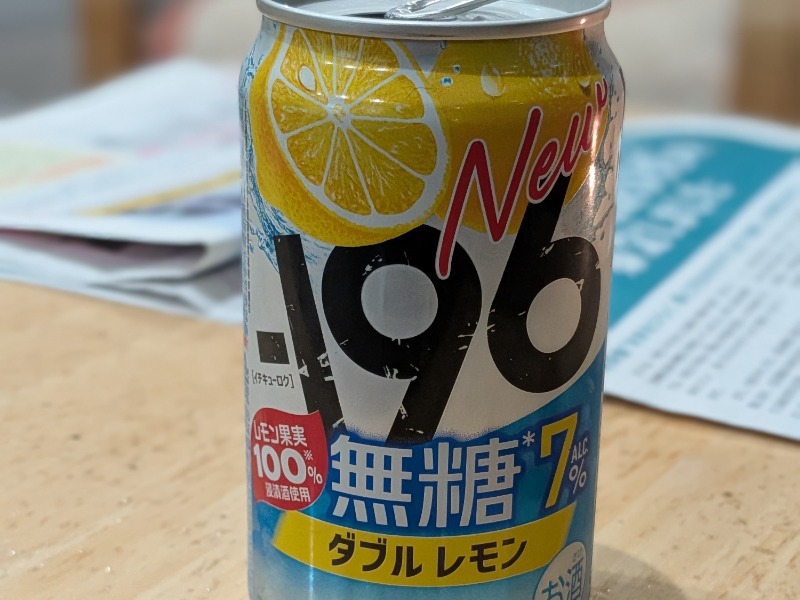 New
-196
[イチキューロク]
レモン果実
100%※
浸漬酒使用
無糖*
7
ALC.
%
ダブルレモン
お酒